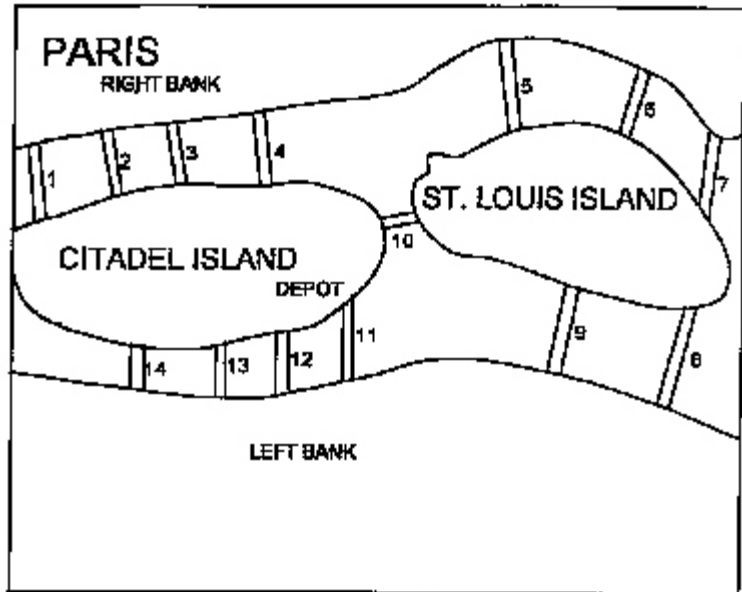 PARIS
RIGHT BANK
5
6
1
2
3
4
7
ST. LOUIS ISLAND
10
CITADEL ISLAND
DEPOT
11
9
8
14
13
12
LEFT BANK